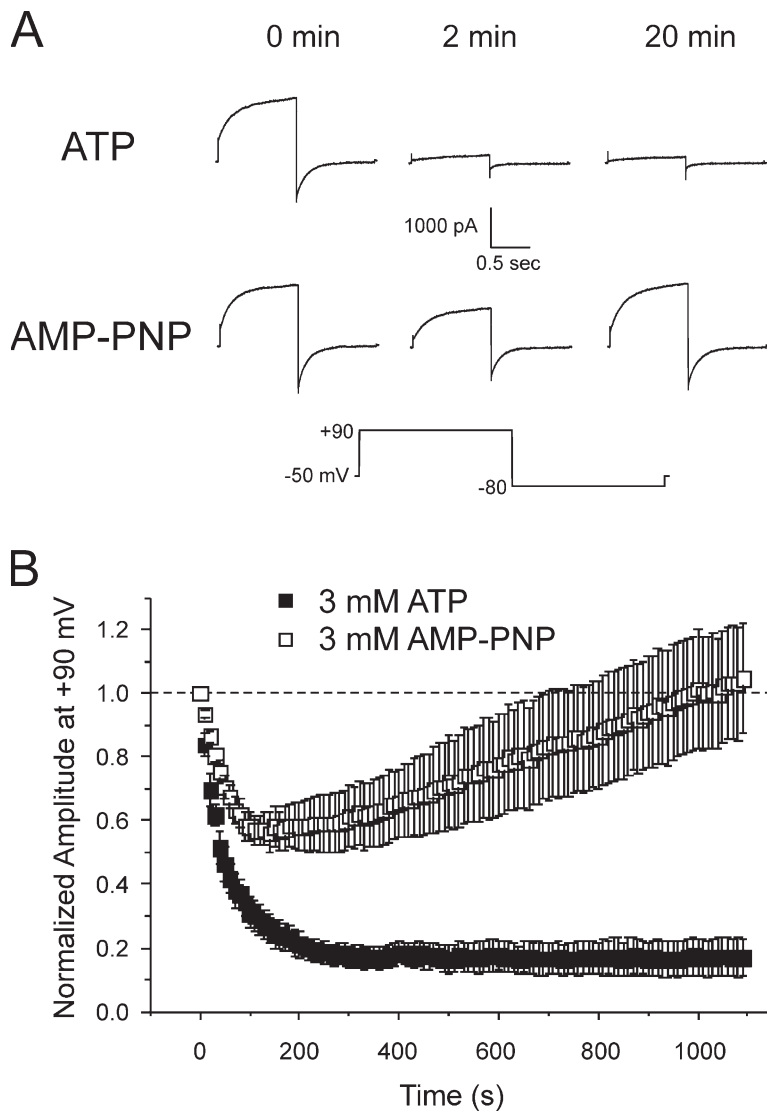 A
0 min 2 min 20 min
ATP
1000 pA
0.5 sec
AMP-PNP
+90
-50 mV
-80
B
3 mM ATP
3 mM AMP-PNP
Normalized Amplitude at +90 mV
1.2
1.0
0.8
0.6
0.4
0.2
0.0
0 200 400 600 800 1000
Time (s)